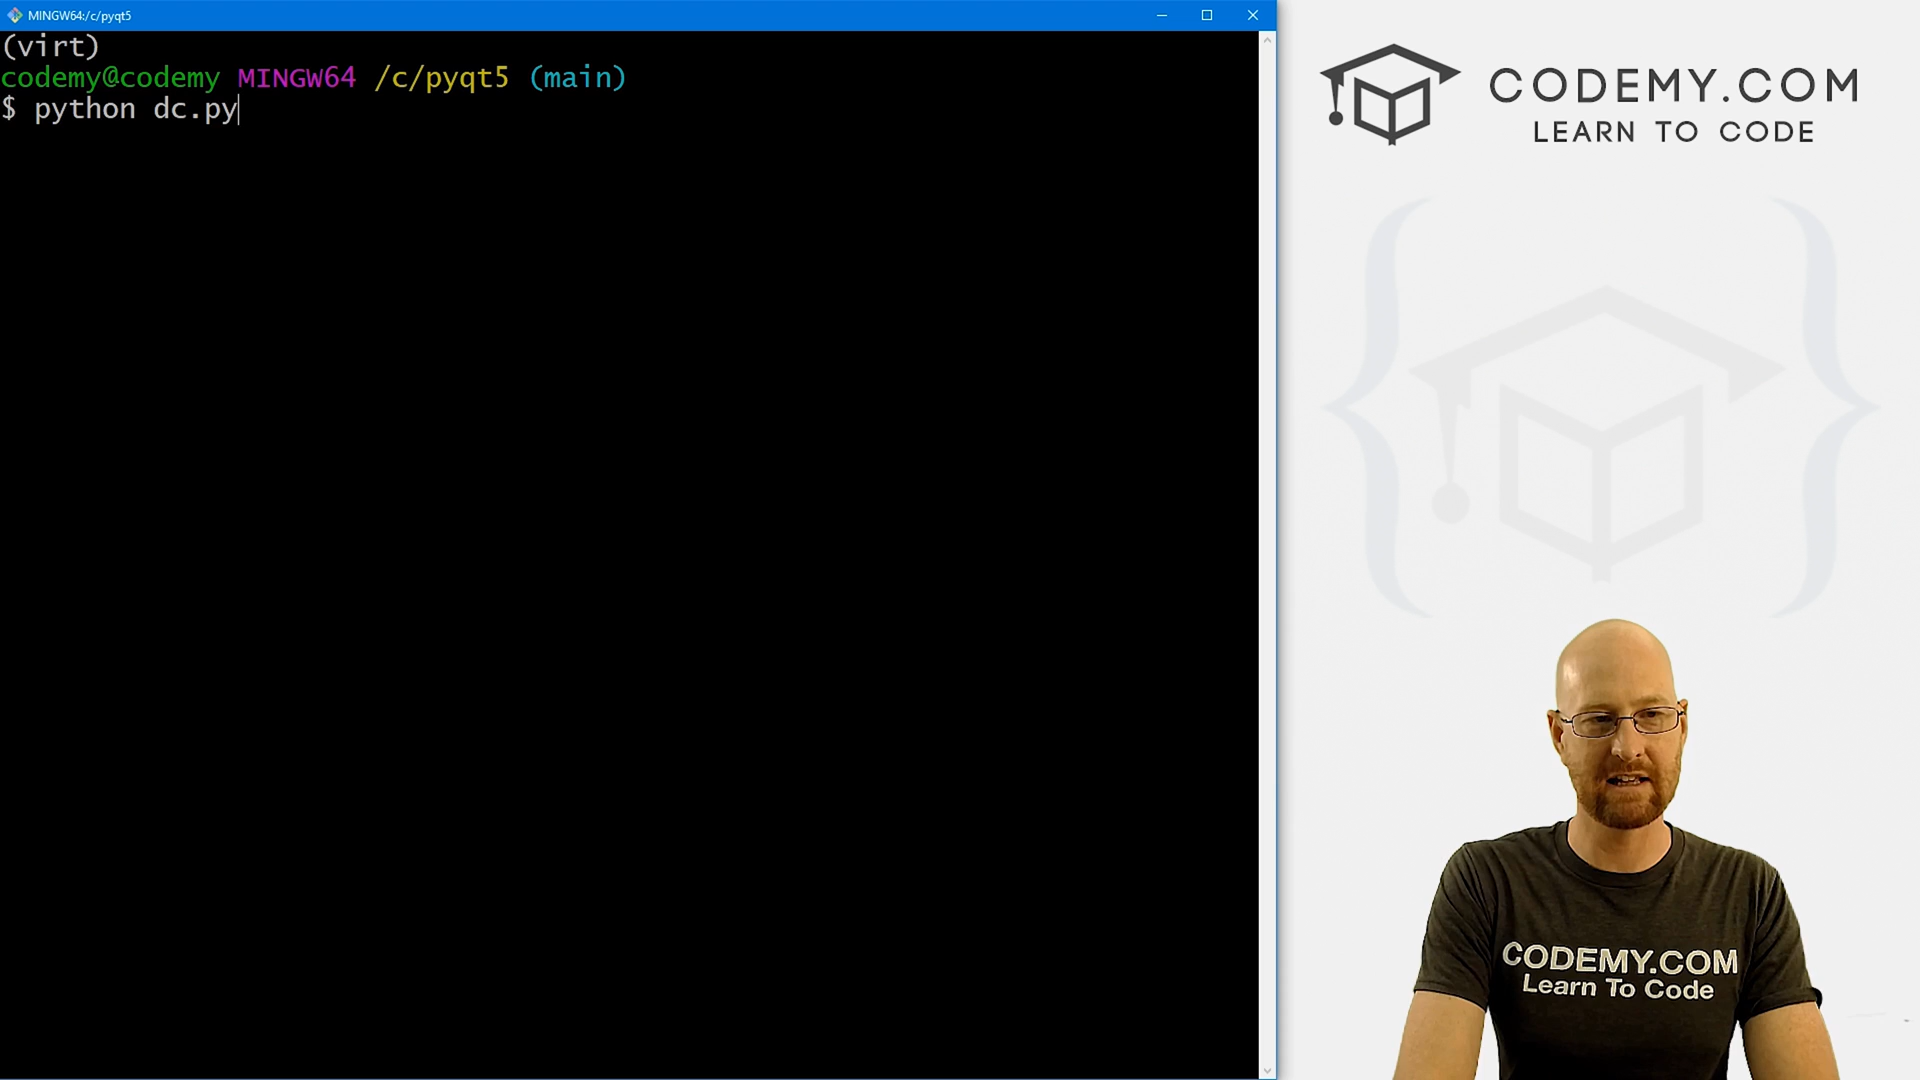 MINGW64:/c/pyqt5
(virt)
codemy@codemy MINGW64 /c/pyqt5 (main)
$ python dc.py
CODEMY.COM
LEARN TO CODE
CODEMY.COM
Learn To Code